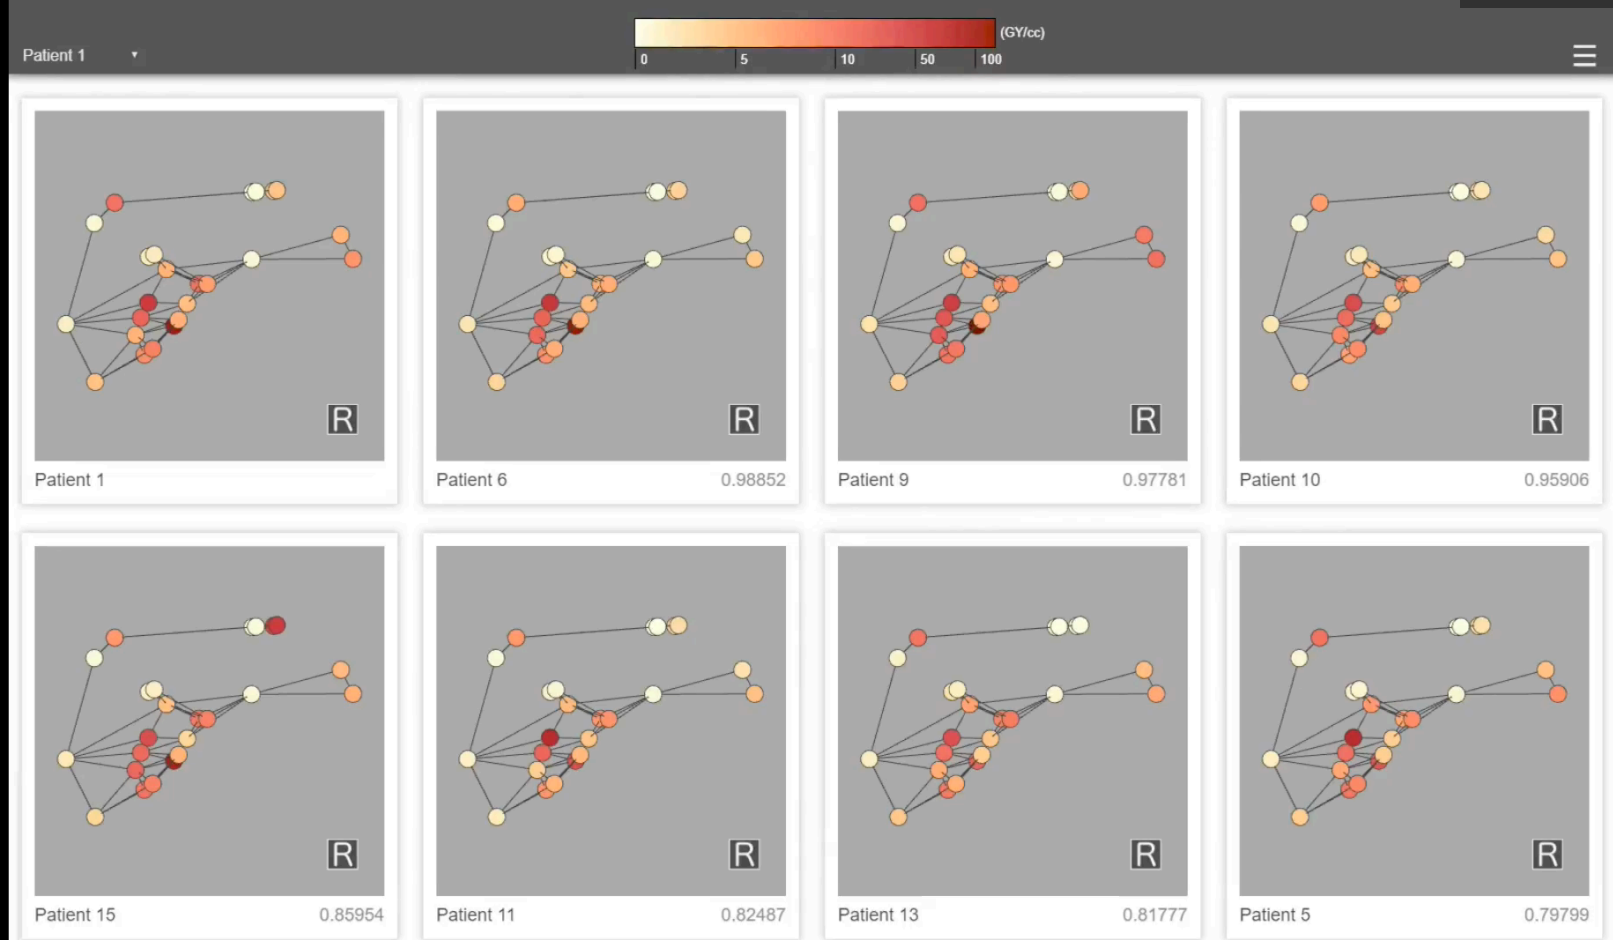 (GY/cc)
Patient 1 ▼
0 5 10 50 100
R R R R
Patient 1
Patient 6 0.98852
Patient 9 0.97781
Patient 10 0.95906
R R R R
Patient 15 0.85954
Patient 11 0.82487
Patient 13 0.81777
Patient 5 0.79799